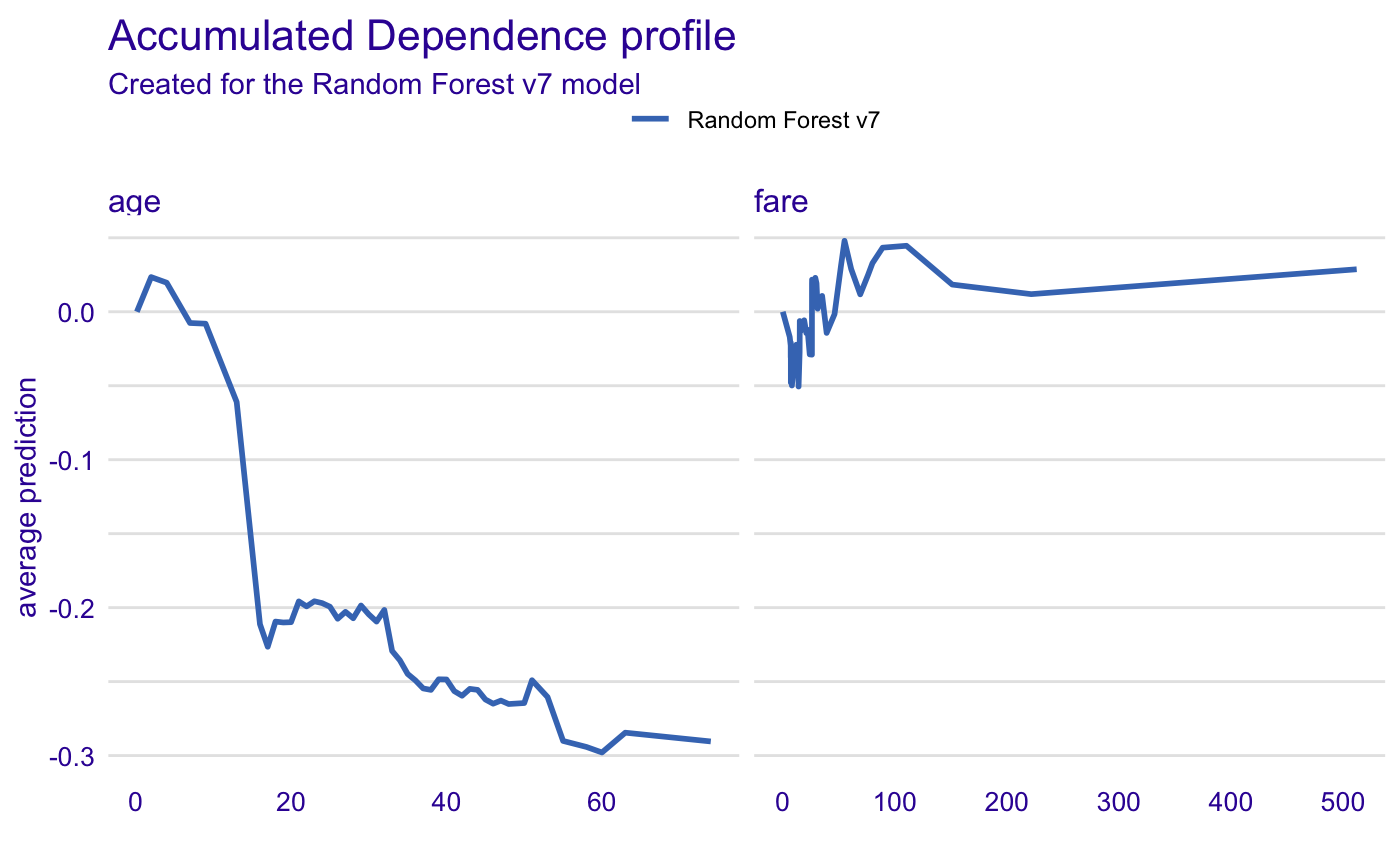 Accumulated Dependence profile
Created for the Random Forest v7 model
Random Forest v7
age
fare
average prediction
0.0
-0.1
-0.2
-0.3
0 20 40 60
0 100 200 300 400 500